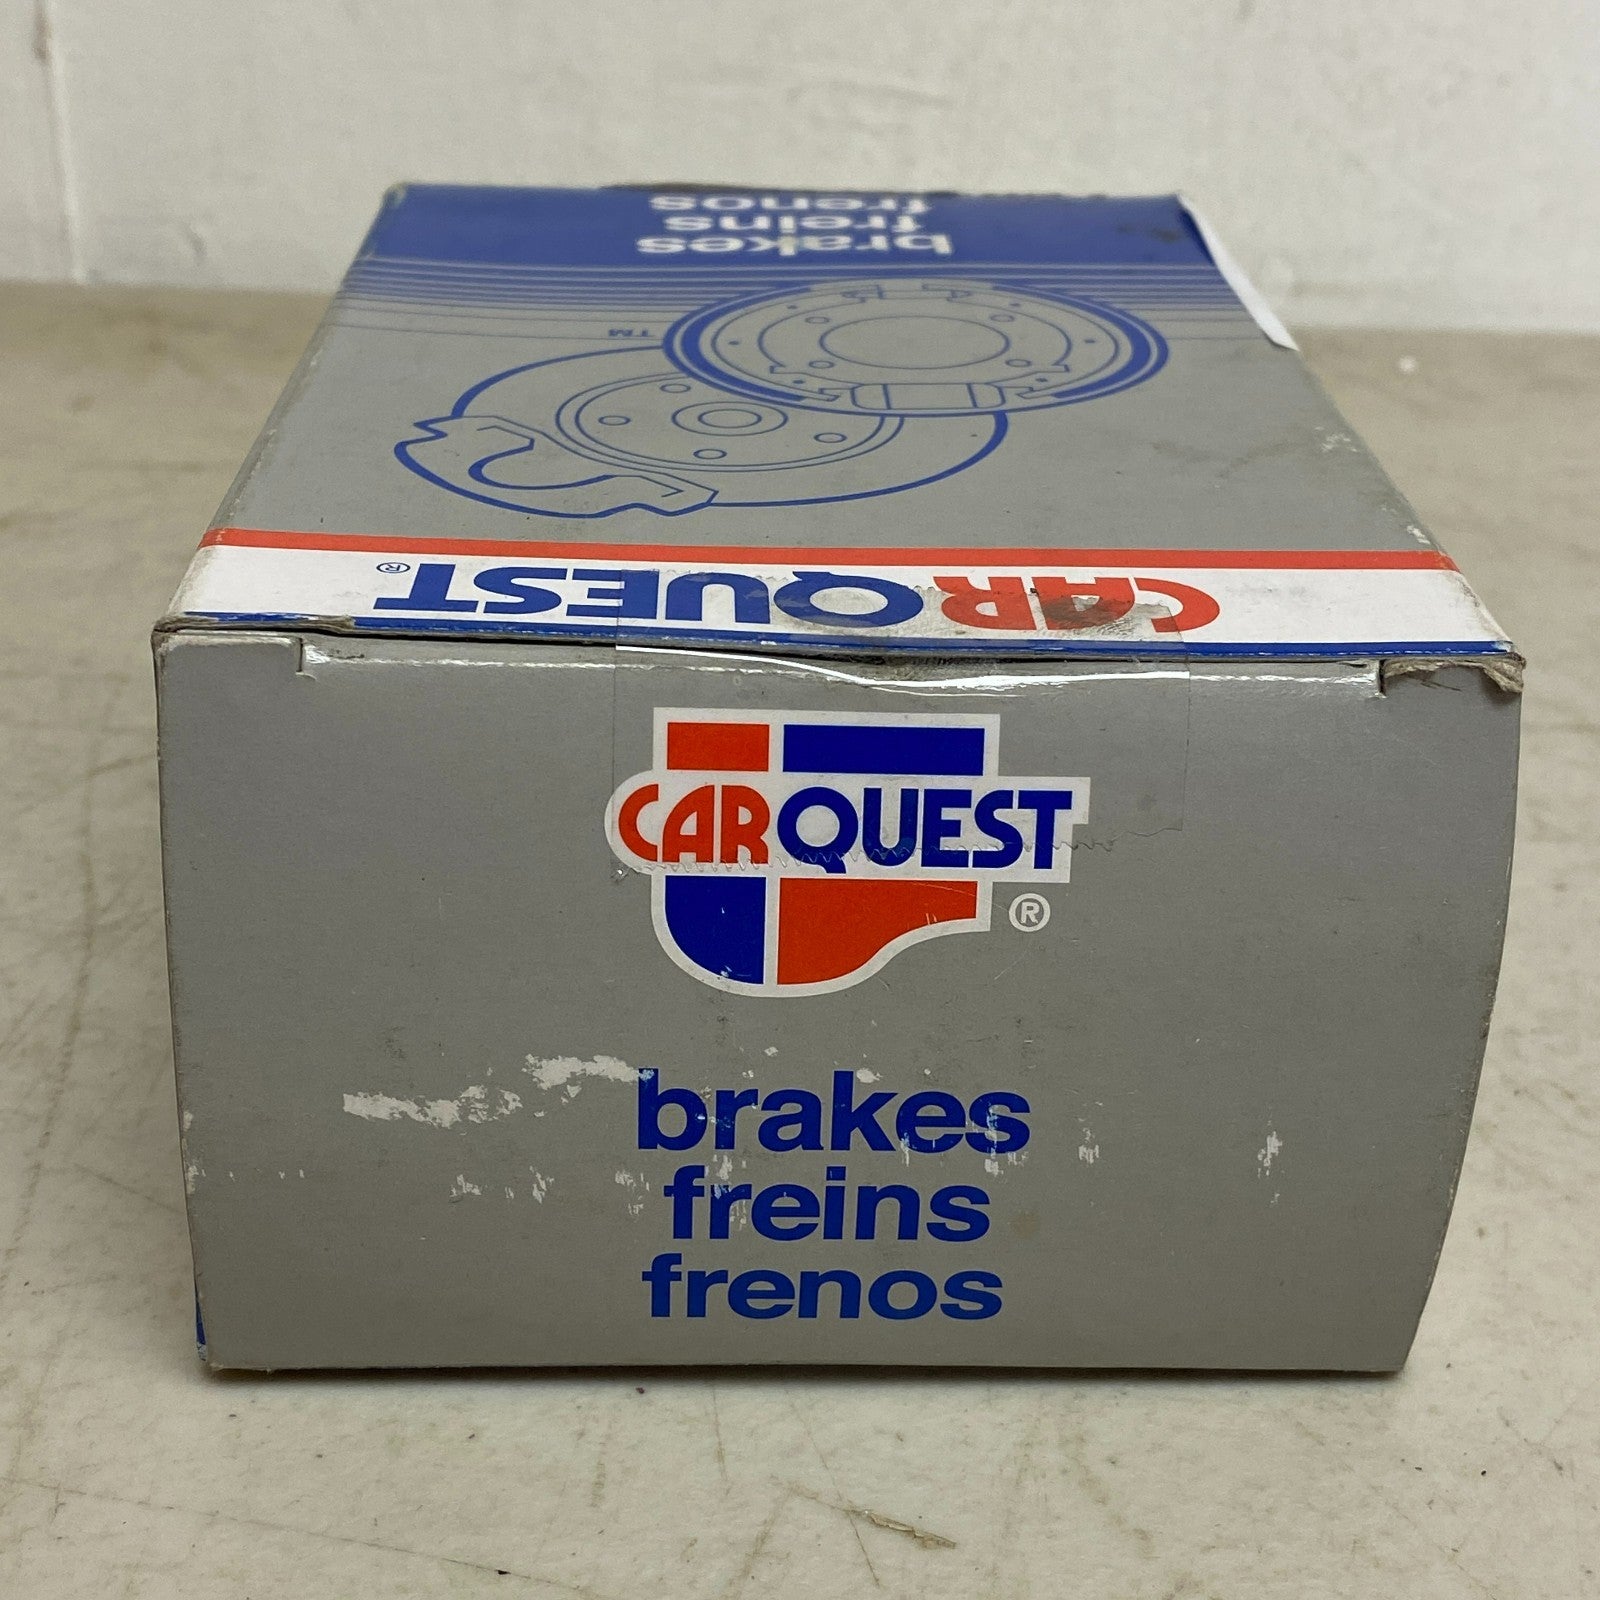 frenos
freins
brakes
TM
CARQUEST®
CARQUEST
®
brakes
freins
frenos